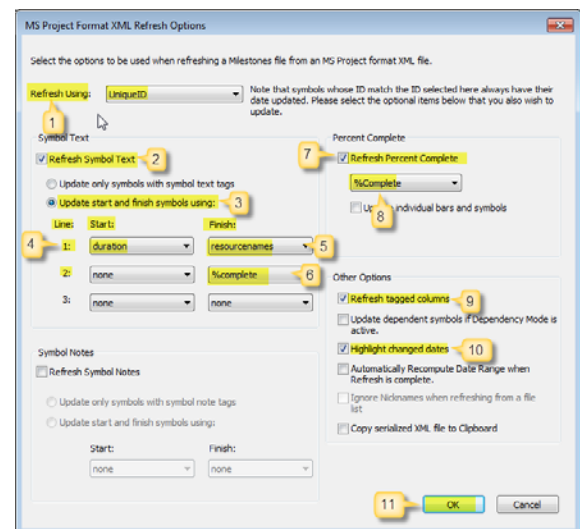 MS Project Format XML Refresh Options
Select the options to be used when refreshing a Milestones file from an MS Project format XML file.
Refresh Using:
UniqueID
Note that symbols whose ID match the ID selected here always have their
date updated. Please select the optional items below that you also wish to
update.
1
Symbol Text
Refresh Symbol Text
2
Update only symbols with symbol text tags
Update start and finish symbols using:
3
Line:
Start:
Finish:
4
1:
duration
resourcenames
5
2:
none
%complete
6
3:
none
none
Symbol Notes
Refresh Symbol Notes
Update only symbols with symbol note tags
Update start and finish symbols using:
Start:
Finish:
none
none
Percent Complete
7
Refresh Percent Complete
%Complete
8
individual bars and symbols
Other Options
Refresh tagged columns
9
Update dependent symbols if Dependency Mode is
active.
Highlight changed dates
10
Automatically Recompute Date Range when
Refresh is complete.
Ignore Nicknames when refreshing from a file
list
Copy serialized XML file to Clipboard
11
OK
Cancel